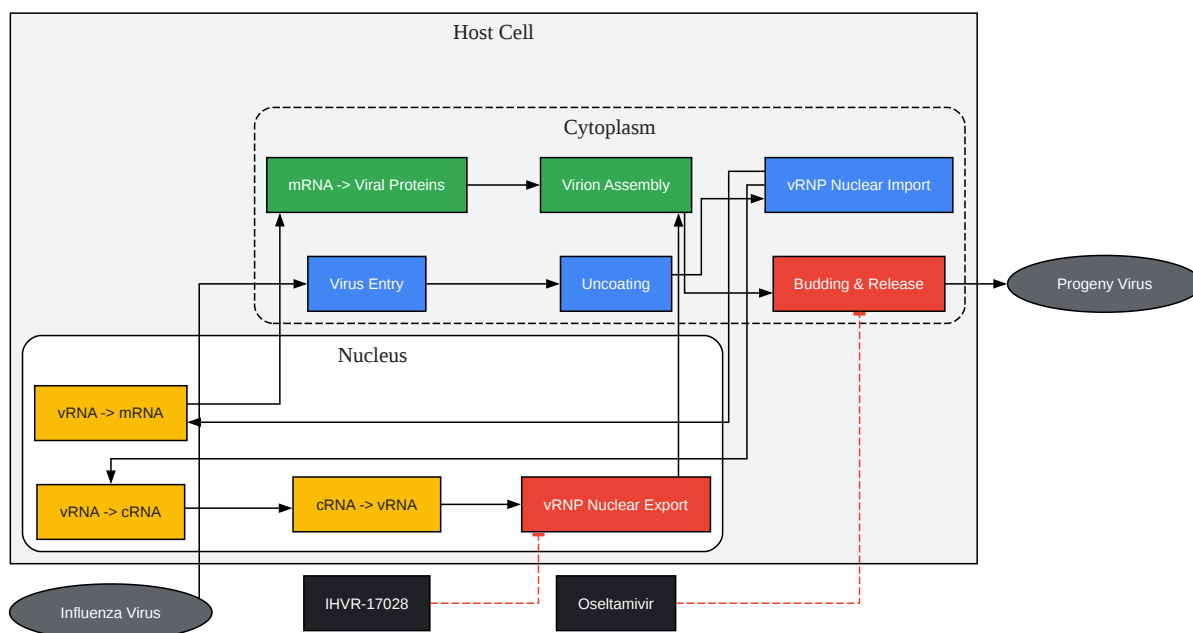 Host Cell
Cytoplasm
mRNA -> Viral Proteins
Virion Assembly
vRNP Nuclear Import
Virus Entry
Uncoating
Budding & Release
Progeny Virus
Nucleus
vRNA -> mRNA
vRNA -> cRNA
cRNA -> vRNA
vRNP Nuclear Export
Influenza Virus
IHVR-17028
Oseltamivir